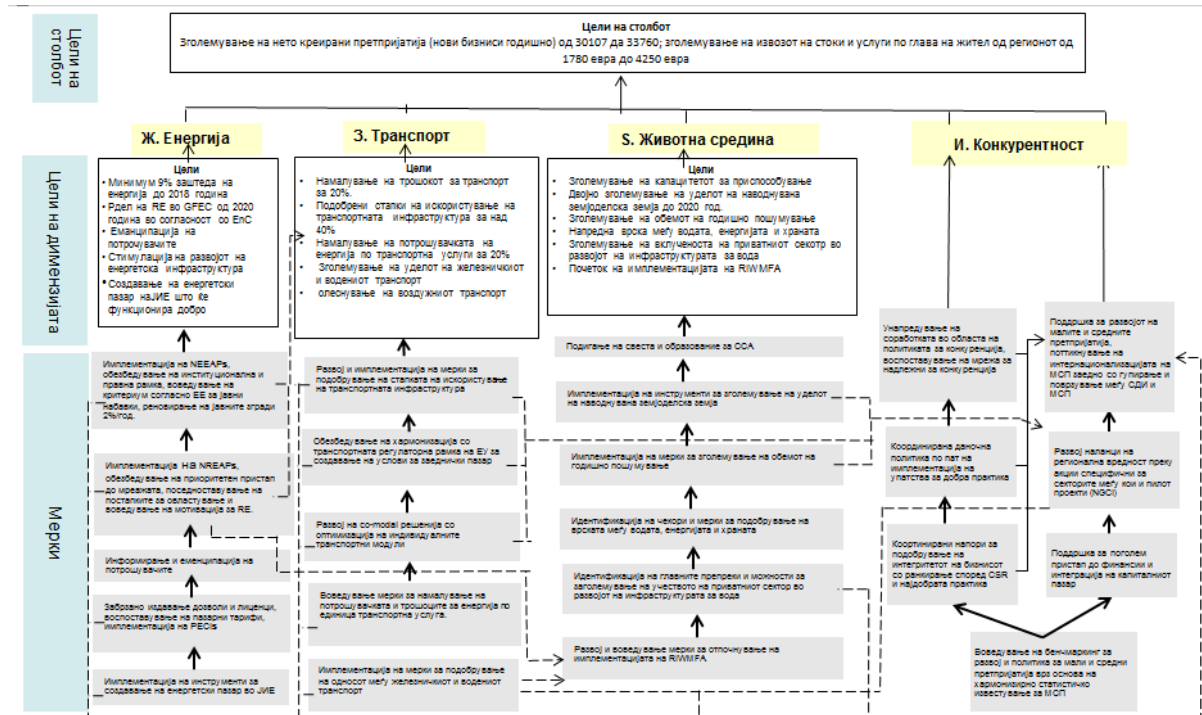 Цели на столбот
Цели на столбот
Зголемување на нето креирани претпријатија (нови бизниси годишно) од 30107 да 33760; зголемување на извозот на стоки и услуги по глава на жител од регионот од
1780 евра до 4250 евра
Ж. Енергија
З. Транспорт
Ѕ. Животна средина
И. Конкурентност
Цели на димензијата
Цели
• Минимум 9% заштеда на
енергија до 2018 година
• Рдел на RE во GFEC од 2020
година во согласност со EnC
• Еманципација на
потрочувачите
• Стимулација на развојот на
енергетска инфраструктура
• Создавање на енергетски
пазар наЈИЕ што ќе
функционира добро
Цели
• Намалување на трошокот за транспорт
за 20%.
• Подобрени стапки на искористување на
транспортната инфраструктура за над
40%
• Намалување на потрошувачката на
енергија по транспортна услуги за 20%
• Зголемување на уделот на железничкиот
и водениот транспорт
• олеснување на воздужниот транспорт
Цели
• Зголемување на капацитетот за приспособување
• Двојно зголемување на уделот на наводнувана
земјоделска земја до 2020 год.
• Зголемување на обемот на годишно пошумување
• Напредна врска меѓу водата, енергијата и храната
• Зголемување на вклученоста на приватниот секотр во
развојот на инфраструктурата за вода
• Почеток на имплементацијата на RIWMFA
Мерки
Имплементација на NEEAPs,
обезбедување на институционална и
правна рамка, воведување на
критериум согласно ЕЕ за јавни
набавки, реновирање на јавните згради
2%/год.
Имплементација НВ NREAPs,
обезбедување на приоритетен пристап
до мрежната, поседноставување на
постапките за овластување и
воведување на мотивација за RE.
Информирање и еменципација на
потрошувачите
Забрзано издавање дозволи и лиценци,
воспоставување на пазарни тарифи,
имплементација на PECIs
Имплементација на инструменти за
создавање на енергетски пазар во ЈИЕ
Развој и имплементација на мерки за
подобрување на стапката на искористување
на транспортната инфраструктура
Обезбедување на хармонизација со
транспортната регулаторна рамка на ЕУ за
создавање на услови за заеднички пазар
Развој на co-modal решенија со
оптимизација на индивидуалните
транспортни модули
Воведување мерки за намалување на
потрошувачката и трошоците за енергија по
единица транспортна услуга.
Имплементација на мерки за подобрување
на односот меѓу железничкиот и водениот
транспорт
Подигање на свеста и образование за CCA
Имплементација на инструменти за зголемување на уделот
на наводнувана земјоделска земја
Имплементација на мерки за зголемување на обемот на
годишно пошумување
Идентификација на чекори и мерки за подобрување на
врската меѓу водата, енергијата и храната
Идентификација на главните препреки и можности за
заголемување на учеството на приватниот сектор во
развојот на инфраструктурата за вода
Развој и воведување мерки за отпочнување на
имплементацијата на RIWMFA
Унапредување на
соработката во областа на
политиката за конкуренција,
воспоставување на мрежа за
надлежни за конкуренција
Координирана даночна
политика по пат на
имплементација на
упатства за добра практика
Координирани напори за
подобрување на
интегритетот во бизнисот
со ранкирање според CSR
и најдобрата практика
Поддршка за развојот на
малите и средните
претпријатија,
поттикнување на
интернационализацијата на
МСП заедно со гупирање и
поврзување меѓу СДИ и
МСП
Развој наланци на
регионална вредност преку
акции специфични за
секторите меѓу кои и пилот
проекти (NGCI)
Поддршка за поголем
пристап до финансии и
интеграција на капиталниот
пазар
Воведување на бенчмаркинг за
развој и политика за мали и средни
претпријатија врз основа на
хармонизирно статистичко
известување за МСП